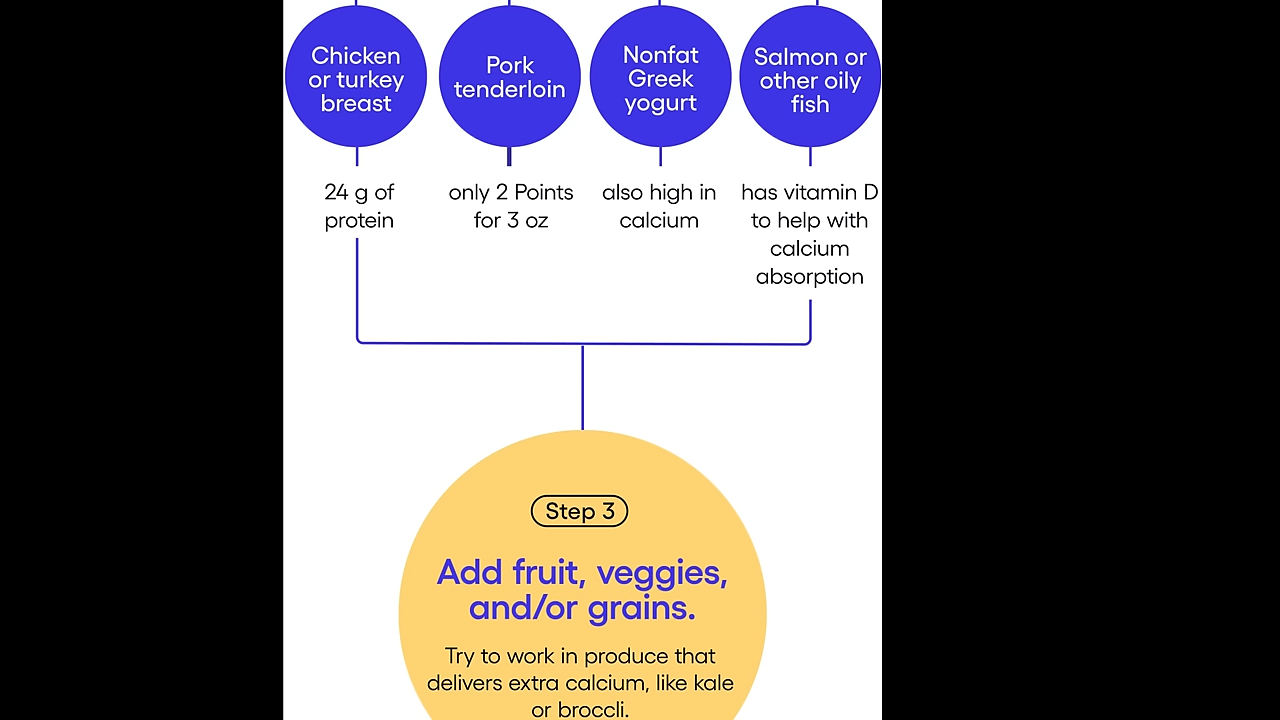 Chicken
or turkey
breast
Pork
tenderloin
Nonfat
Greek
yogurt
Salmon or
other oily
fish
24 g of
protein
only 2 Points
for 3 oz
also high in
calcium
has vitamin D
to help with
calcium
absorption
Step 3
Add fruit, veggies,
and/or grains.
Try to work in produce that
delivers extra calcium, like kale
or broccli.